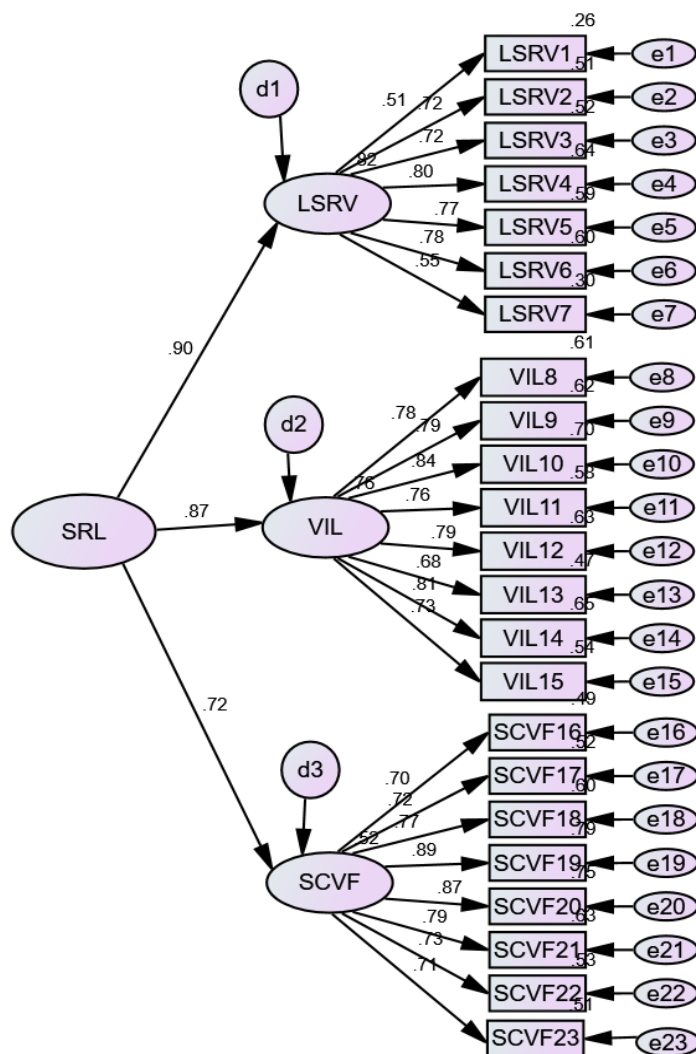 .26
LSRV1
e1
.51
LSRV2
e2
.52
LSRV3
e3
.64
LSRV4
e4
.59
LSRV5
e5
.60
LSRV6
e6
.30
LSRV7
e7
d1
.51
.72
.72
.82
LSRV
.80
.77
.78
.55
.90
.61
VIL8
e8
.62
VIL9
e9
.70
VIL10
e10
.58
VIL11
e11
.63
VIL12
e12
.47
VIL13
e13
.65
VIL14
e14
.54
VIL15
e15
d2
.78
.79
.84
.76
SRL
.87
VIL
.76
.79
.68
.81
.73
.72
.49
SCVF16
e16
.52
SCVF17
e17
.60
SCVF18
e18
.79
SCVF19
e19
.75
SCVF20
e20
.63
SCVF21
e21
.53
SCVF22
e22
.51
SCVF23
e23
d3
.70
.72
.77
.52
SCVF
.89
.87
.79
.73
.71